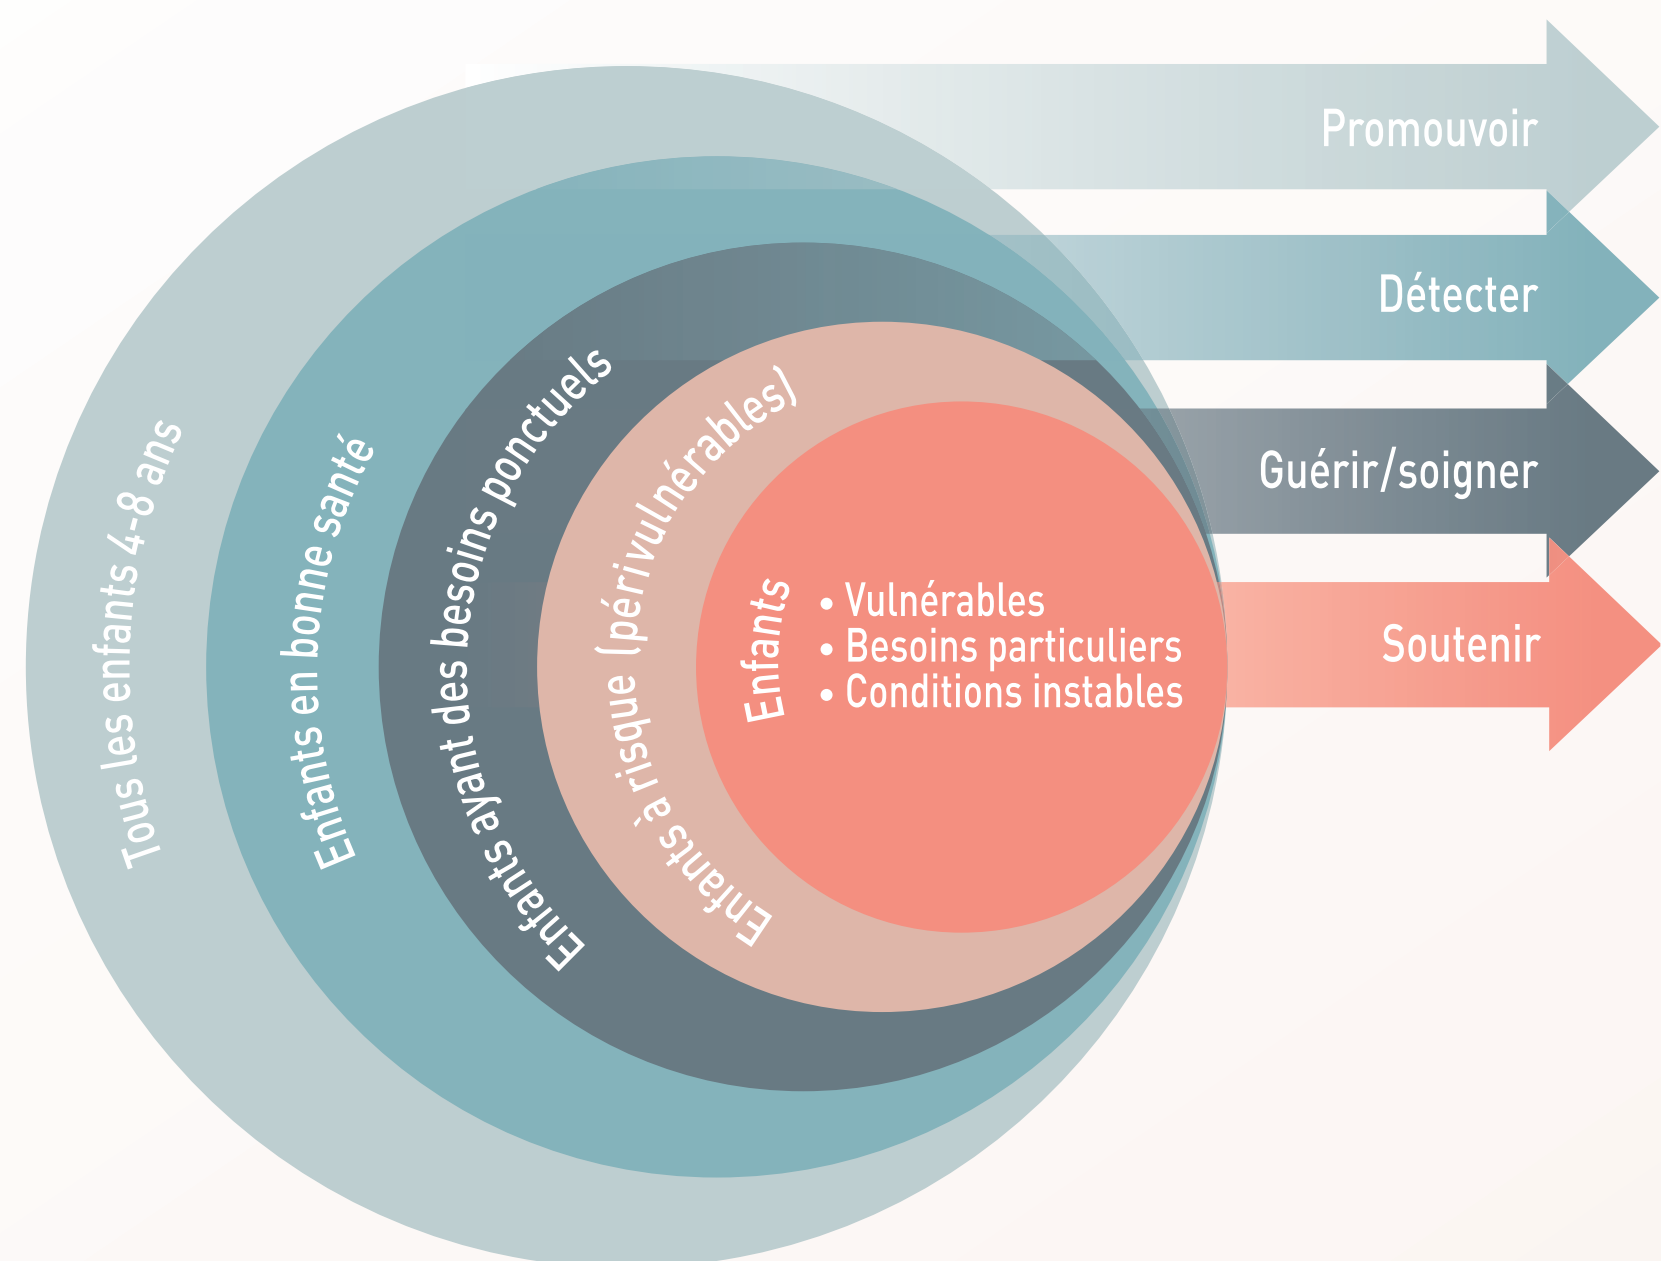 Promouvoir
Détecter
Guérir/soigner
Soutenir
Tous les enfants 4-8 ans
Enfants en bonne santé
Enfants ayant des besoins ponctuels
Enfants à risque (périvulnérables)
Enfants
• Vulnérables
• Besoins particuliers
• Conditions instables